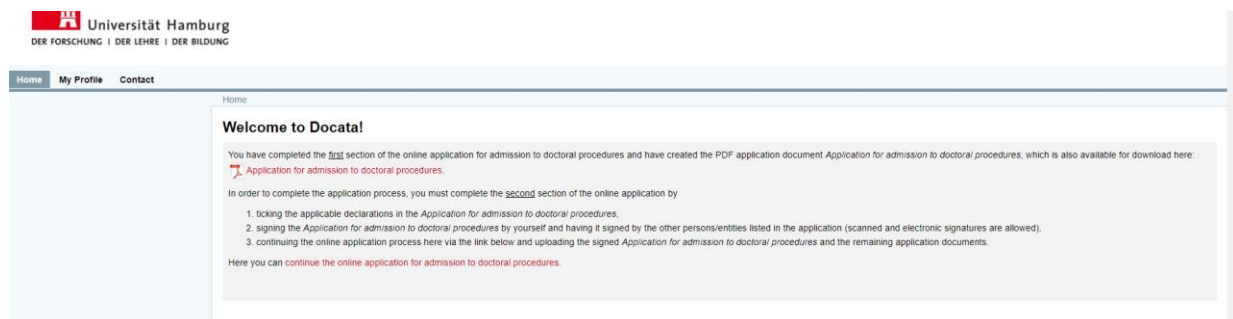 Universität Hamburg
DER FORSCHUNG | DER LEHRE | DER BILDUNG
Home My Profile Contact
Home
Welcome to Docata!
You have completed the first section of the online application for admission to doctoral procedures and have created the PDF application document Application for admission to doctoral procedures, which is also available for download here:
Application for admission to doctoral procedures.
In order to complete the application process, you must complete the second section of the online application by
1. ticking the applicable declarations in the Application for admission to doctoral procedures,
2. signing the Application for admission to doctoral procedures by yourself and having it signed by the other persons/entities listed in the application (scanned and electronic signatures are allowed),
3. continuing the online application process here via the link below and uploading the signed Application for admission to doctoral procedures and the remaining application documents.
Here you can continue the online application for admission to doctoral procedures.